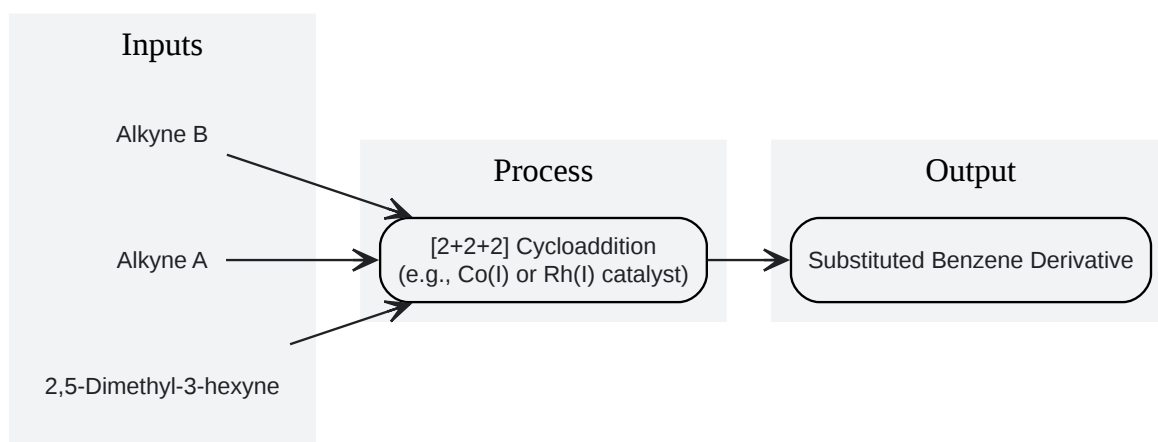 Inputs
Alkyne B
Alkyne A
2,5-Dimethyl-3-hexyne
Process
[2+2+2] Cycloaddition
(e.g., Co(I) or Rh(I) catalyst)
Output
Substituted Benzene Derivative